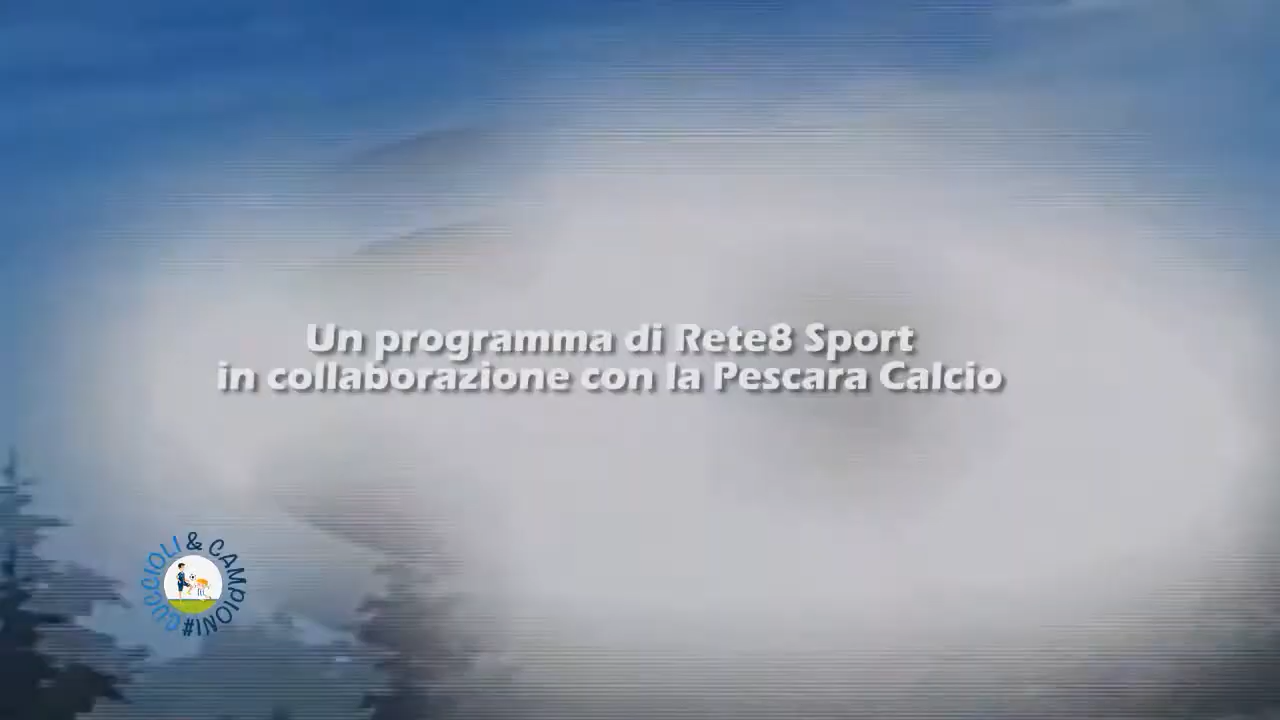 Un programma di Rete8 Sport
in collaborazione con la Pescara Calcio
#CUCCIOLI & CAMPIONI